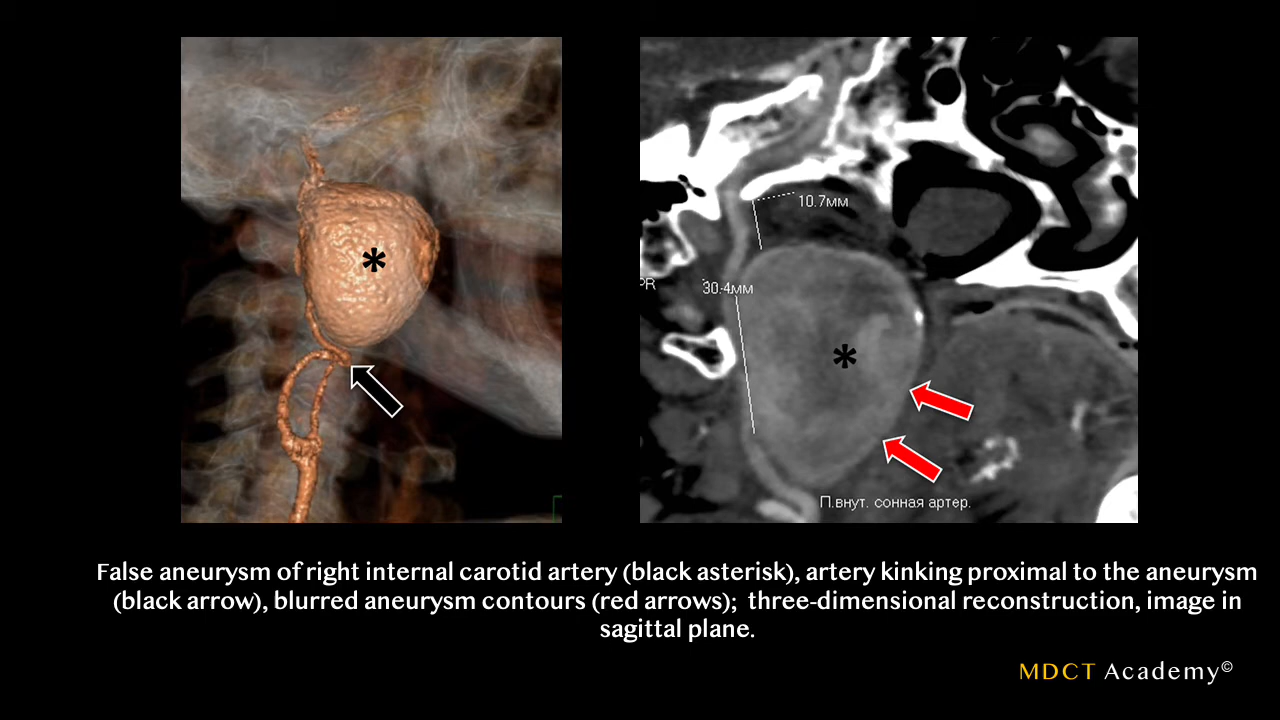 10.7мм
PR
30.4мм
П.внут. сонная артер.
False aneurysm of right internal carotid artery (black asterisk), artery kinking proximal to the aneurysm
(black arrow), blurred aneurysm contours (red arrows); three-dimensional reconstruction, image in
sagittal plane.
MDCT Academy©